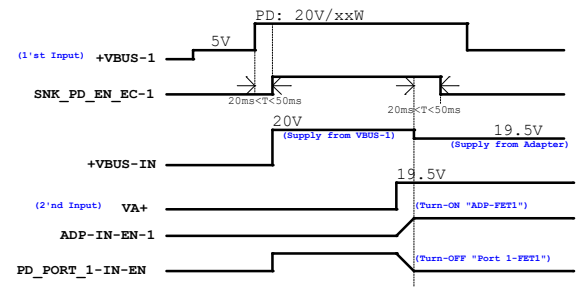 PD: 20V/xxW
5V
(1'st Input) +VBUS-1
SNK_PD_EN_EC-1
20ms<T<50ms
20ms<T<50ms
20V
(Supply from VBUS-1)
19.5V
(Supply from Adapter)
+VBUS-IN
19.5V
(2'nd Input) VA+
(Turn-ON "ADP-FET1")
ADP-IN-EN-1
(Turn-OFF "Port 1-FET1")
PD_PORT_1-IN-EN